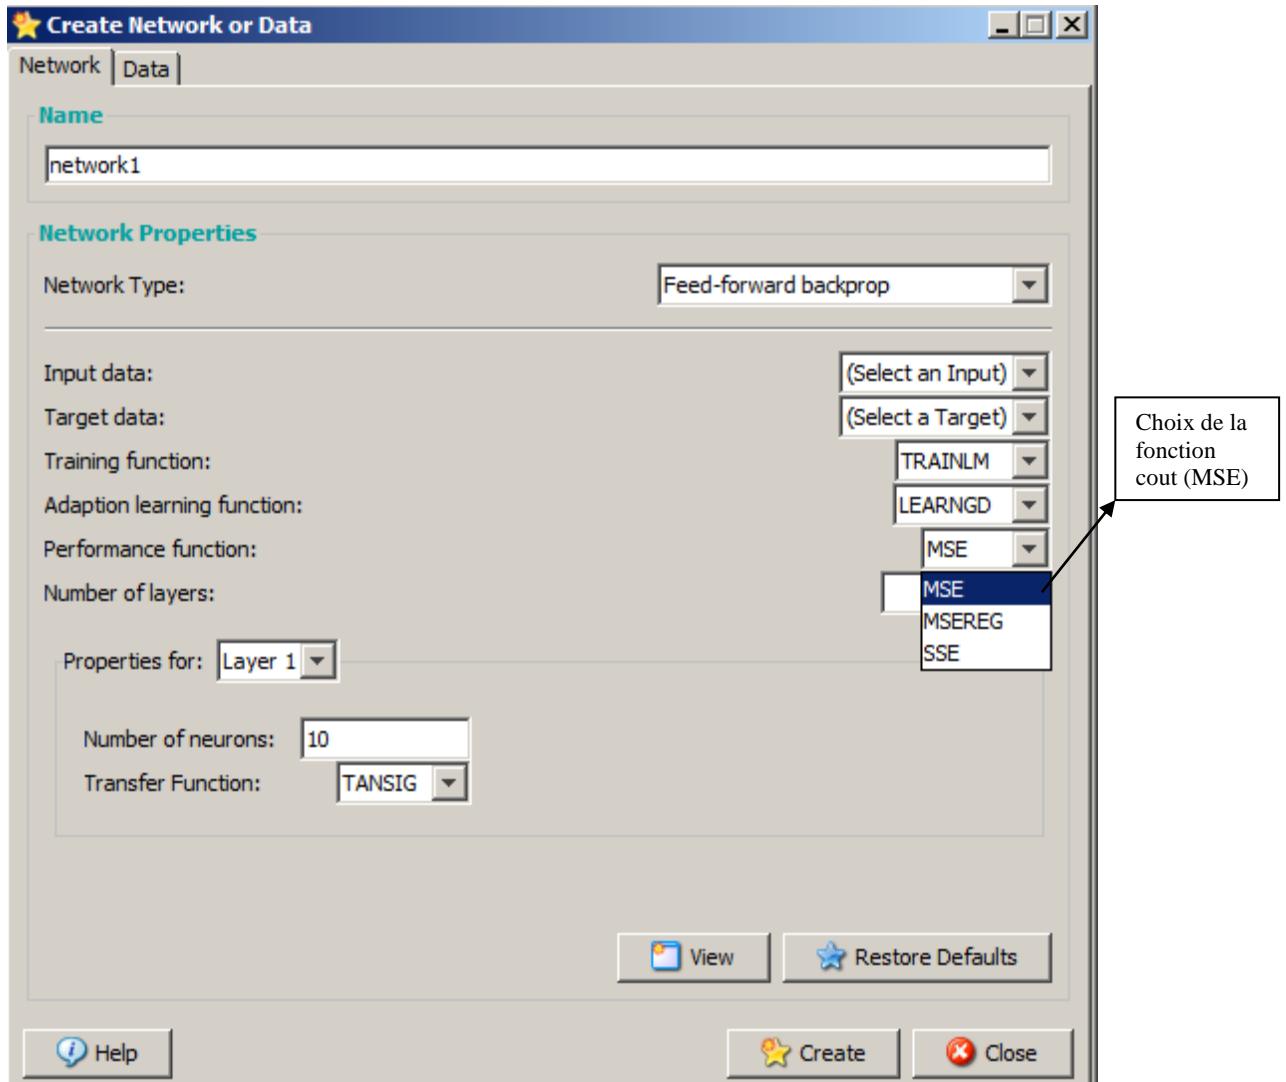 Create Network or Data
Network
Data
Name
network1
Network Properties
Network Type:
Feed-forward backprop
Input data:
(Select an Input)
Target data:
(Select a Target)
Training function:
TRAINLM
Adaption learning function:
LEARNGD
Performance function:
MSE
Number of layers:
MSE
MSEREG
SSE
Choix de la
fonction
cout (MSE)
Properties for:
Layer 1
Number of neurons:
10
Transfer Function:
TANSIG
View
Restore Defaults
Help
Create
Close